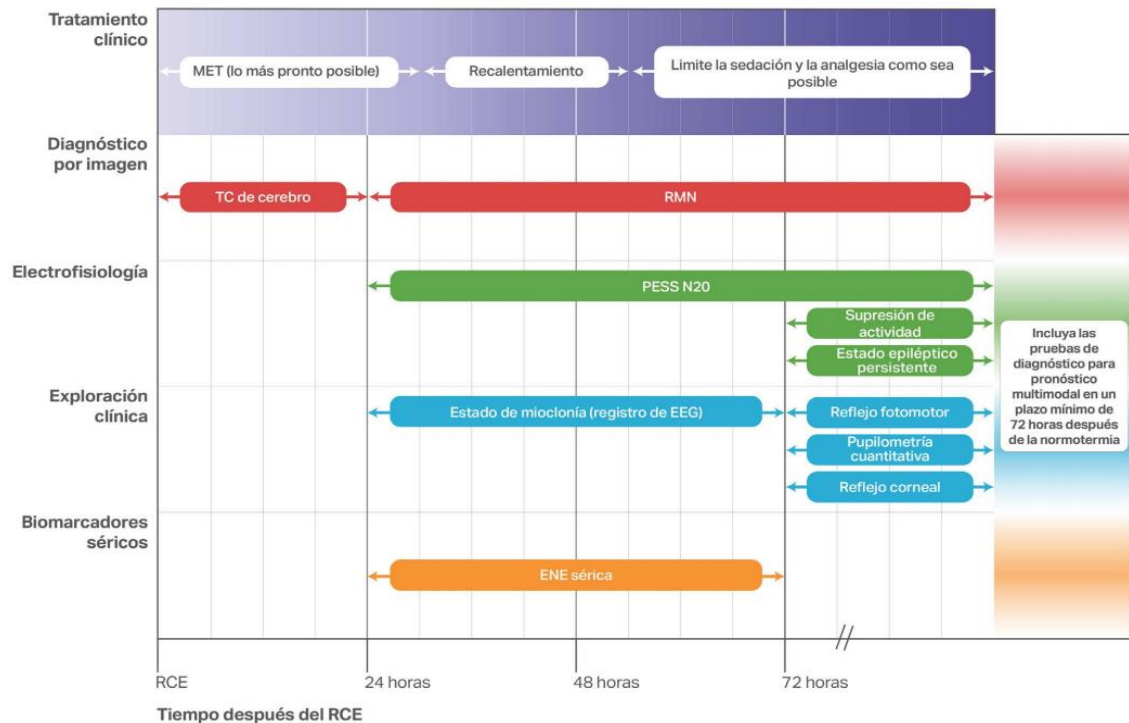 Tratamiento
clínico
MET (lo más pronto posible)
Recalentamiento
Limite la sedación y la analgesia como sea
posible
Diagnóstico
por imagen
TC de cerebro
RMN
Electrofisiología
PESS N20
Supresión de
actividad
Estado epiléptico
persistente
Exploración
clínica
Estado de mioclonía (registro de EEG)
Reflejo fotomotor
Pupilometría
cuantitativa
Reflejo corneal
Biomarcadores
séricos
ENE sérica
Incluya las
pruebas de
diagnóstico para
pronóstico
multimodal en un
plazo mínimo de
72 horas después
de la normotermia
RCE
24 horas
48 horas
72 horas
Tiempo después del RCE